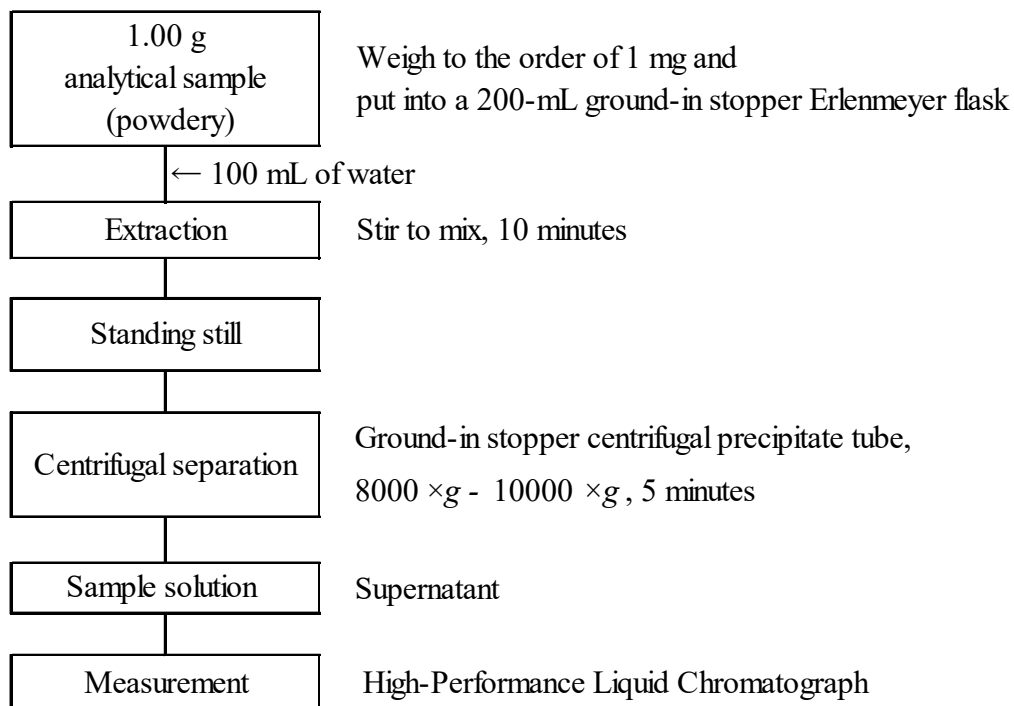 1.00 g
analytical sample
(powdery)
Weigh to the order of 1 mg and
put into a 200-mL ground-in stopper Erlenmeyer flask
← 100 mL of water
Extraction
Stir to mix, 10 minutes
Standing still
Centrifugal separation
Ground-in stopper centrifugal precipitate tube,
8000 ×g - 10000 ×g , 5 minutes
Sample solution
Supernatant
Measurement
High-Performance Liquid Chromatograph